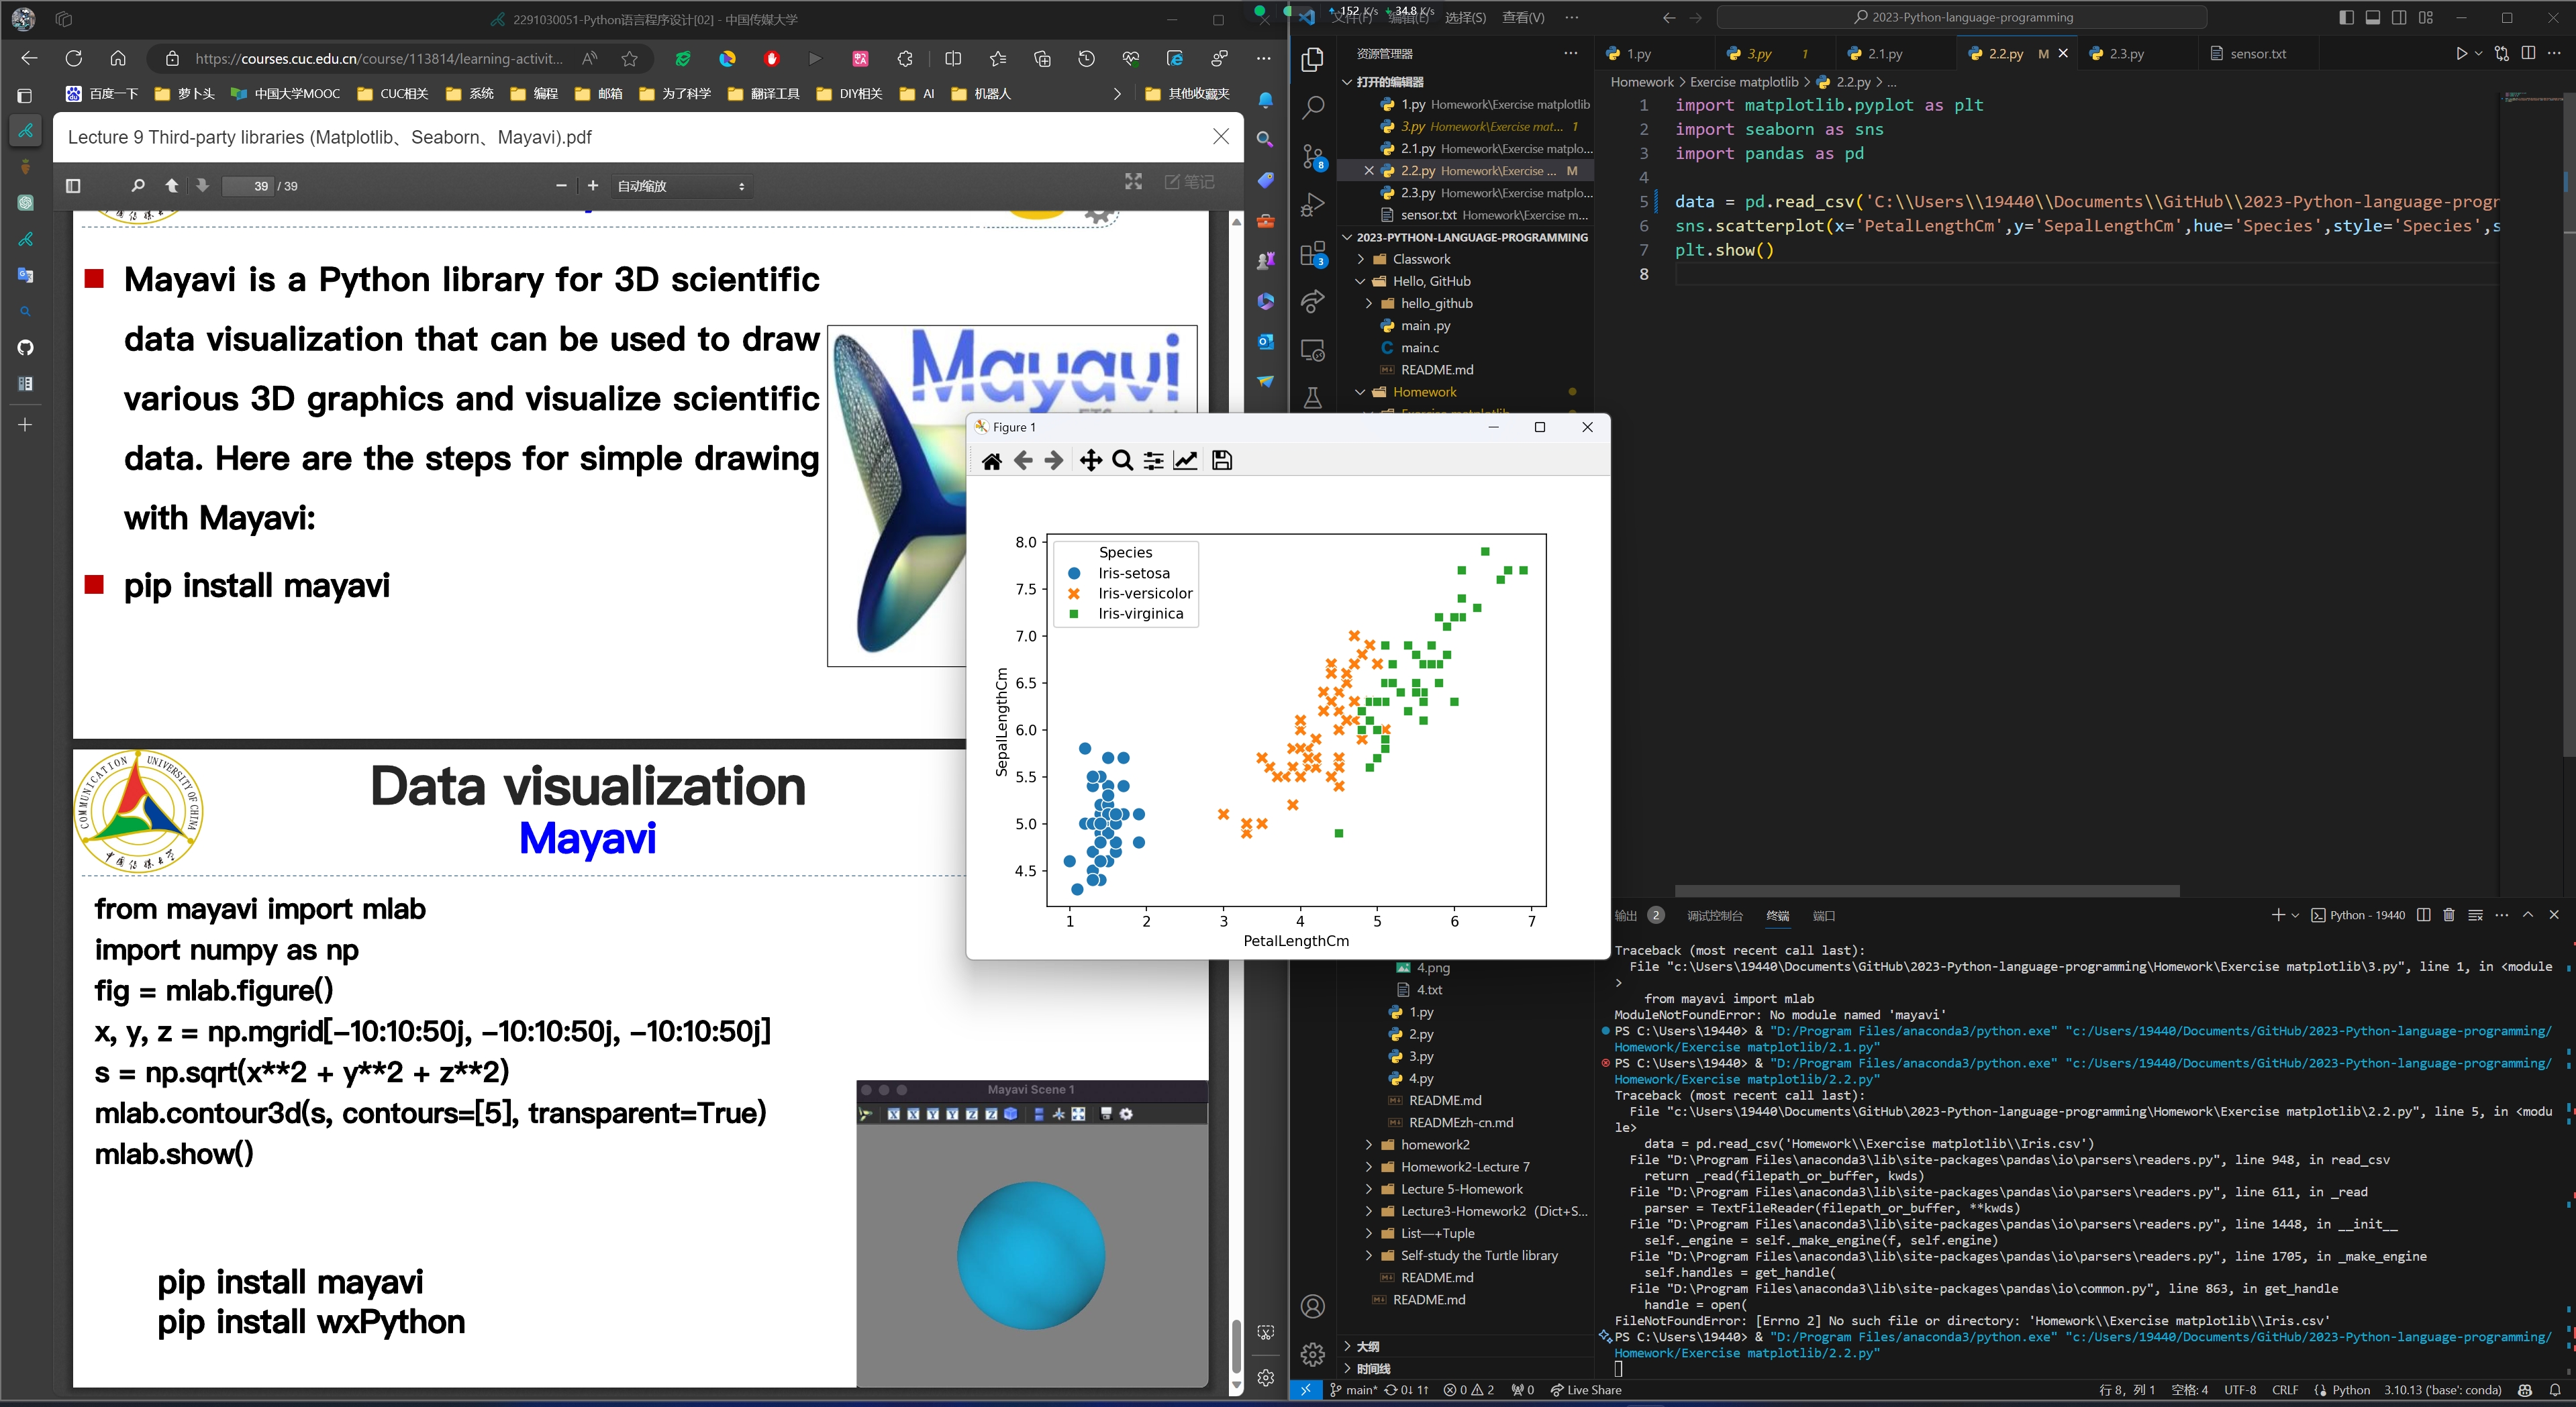 2291030051-Python语言程序设计[02] - 中国传媒大学
https://courses.cuc.edu.cn/course/113814/learning-activit...
百度一下 萝卜头 中国大学MOOC CUC相关 系统 编程 邮箱 为了科学 翻译工具 DIY相关 AI 机器人 其他收藏夹
Lecture 9 Third-party libraries (Matplotlib、Seaborn、Mayavi).pdf
39 / 39
自动缩放
笔记
Mayavi is a Python library for 3D scientific
data visualization that can be used to draw
various 3D graphics and visualize scientific
data. Here are the steps for simple drawing
with Mayavi:
pip install mayavi
Mayavi
COMMUNICATION UNIVERSITY OF CHINA
中国传媒大学
Data visualization
Mayavi
from mayavi import mlab
import numpy as np
fig = mlab.figure()
x, y, z = np.mgrid[-10:10:50j, -10:10:50j, -10:10:50j]
s = np.sqrt(x**2 + y**2 + z**2)
mlab.contour3d(s, contours=[5], transparent=True)
mlab.show()
pip install mayavi
pip install wxPython
Mayavi Scene 1
Figure 1
Species
Iris-setosa
Iris-versicolor
Iris-virginica
8.0
7.5
7.0
6.5
6.0
5.5
5.0
4.5
SepalLengthCm
1 2 3 4 5 6 7
PetalLengthCm
152 K/s 34.8 K/s
文件(F) 编辑(E) 选择(S) 查看(V) ...
2023-Python-language-programming
资源管理器
打开的编辑器
1.py Homework\Exercise matplotlib
3.py Homework\Exercise mat... 1
2.1.py Homework\Exercise matplo...
2.2.py Homework\Exercise ... M
2.3.py Homework\Exercise matplo...
sensor.txt Homework\Exercise m...
2023-PYTHON-LANGUAGE-PROGRAMMING
Classwork
Hello, GitHub
hello_github
main .py
main.c
README.md
Homework
4.png
4.txt
1.py
2.py
3.py
4.py
README.md
READMEzh-cn.md
homework2
Homework2-Lecture 7
Lecture 5-Homework
Lecture3-Homework2 (Dict+S...
List—+Tuple
Self-study the Turtle library
README.md
README.md
大纲
时间线
1.py 3.py 1 2.1.py 2.2.py M 2.3.py sensor.txt
Homework > Exercise matplotlib > 2.2.py > ...
1 import matplotlib.pyplot as plt
2 import seaborn as sns
3 import pandas as pd
4
5 data = pd.read_csv('C:\\Users\\19440\\Documents\\GitHub\\2023-Python-language-progr
6 sns.scatterplot(x='PetalLengthCm',y='SepalLengthCm',hue='Species',style='Species',s
7 plt.show()
8
输出 2 调试控制台 终端 端口
Python - 19440
Traceback (most recent call last):
File "c:\Users\19440\Documents\GitHub\2023-Python-language-programming\Homework\Exercise matplotlib\3.py", line 1, in <module
>
from mayavi import mlab
ModuleNotFoundError: No module named 'mayavi'
PS C:\Users\19440> & "D:/Program Files/anaconda3/python.exe" "c:/Users/19440/Documents/GitHub/2023-Python-language-programming/
Homework/Exercise matplotlib/2.1.py"
PS C:\Users\19440> & "D:/Program Files/anaconda3/python.exe" "c:/Users/19440/Documents/GitHub/2023-Python-language-programming/
Homework/Exercise matplotlib/2.2.py"
Traceback (most recent call last):
File "c:\Users\19440\Documents\GitHub\2023-Python-language-programming\Homework\Exercise matplotlib\2.2.py", line 5, in <modu
le>
data = pd.read_csv('Homework\\Exercise matplotlib\\Iris.csv')
File "D:\Program Files\anaconda3\lib\site-packages\pandas\io\parsers\readers.py", line 948, in read_csv
return _read(filepath_or_buffer, kwds)
File "D:\Program Files\anaconda3\lib\site-packages\pandas\io\parsers\readers.py", line 611, in _read
parser = TextFileReader(filepath_or_buffer, **kwds)
File "D:\Program Files\anaconda3\lib\site-packages\pandas\io\parsers\readers.py", line 1448, in __init__
self._engine = self._make_engine(f, self.engine)
File "D:\Program Files\anaconda3\lib\site-packages\pandas\io\parsers\readers.py", line 1705, in _make_engine
self.handles = get_handle(
File "D:\Program Files\anaconda3\lib\site-packages\pandas\io\common.py", line 863, in get_handle
handle = open(
FileNotFoundError: [Errno 2] No such file or directory: 'Homework\\Exercise matplotlib\\Iris.csv'
PS C:\Users\19440> & "D:/Program Files/anaconda3/python.exe" "c:/Users/19440/Documents/GitHub/2023-Python-language-programming/
Homework/Exercise matplotlib/2.2.py"
main* 0↓ 1↑ 0 2 0 Live Share
行 8，列 1 空格: 4 UTF-8 CRLF Python 3.10.13 ('base': conda)